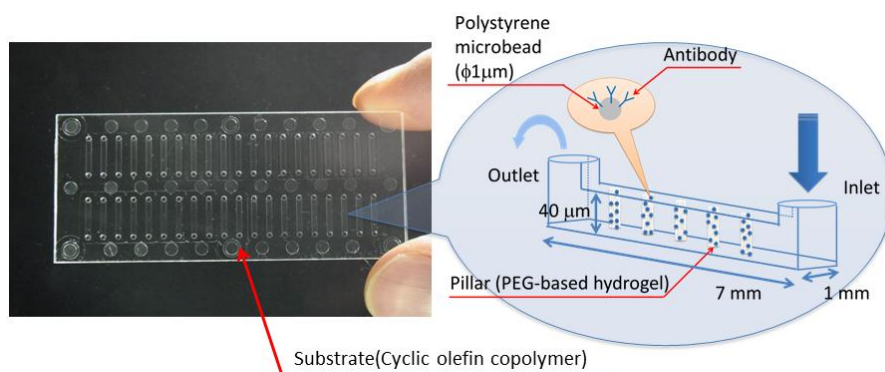 Polystyrene
microbead
(ϕ1μm)
Antibody
Outlet
Inlet
40 μm
Pillar (PEG-based hydrogel)
7 mm
1 mm
Substrate(Cyclic olefin copolymer)